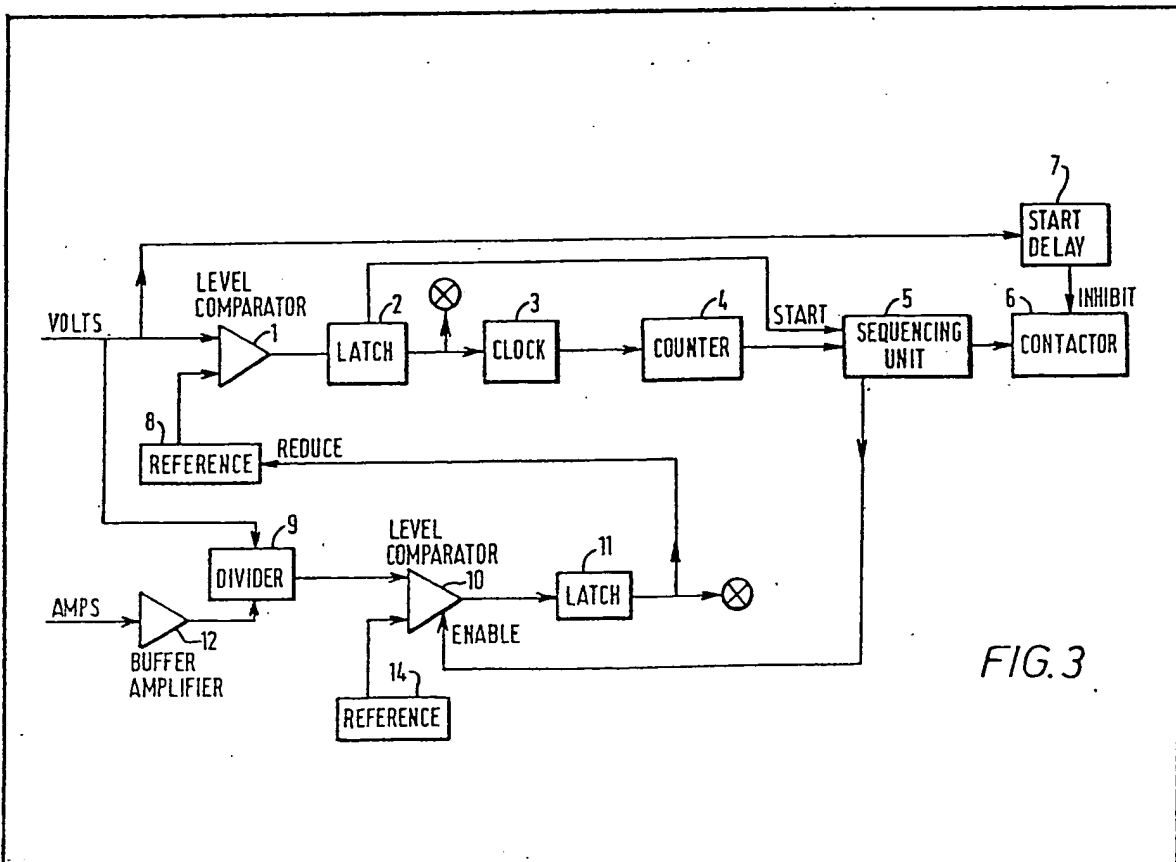 7
START
DELAY
LEVEL
COMPARATOR
VOLTS
1
2
LATCH
3
CLOCK
4
COUNTER
START
5
SEQUENCING
UNIT
INHIBIT
6
CONTACTOR
8
REFERENCE
REDUCE
9
DIVIDER
LEVEL
COMPARATOR
10
11
LATCH
AMPS
12
BUFFER
AMPLIFIER
ENABLE
14
REFERENCE
FIG. 3